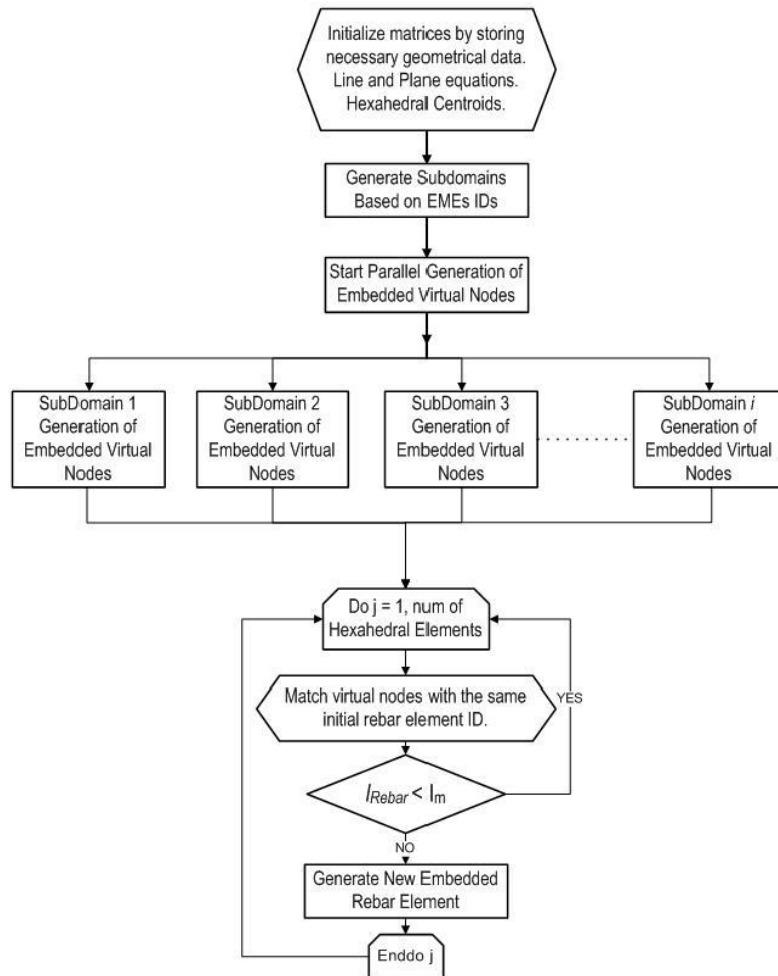 Initialize matrices by storing
necessary geometrical data.
Line and Plane equations.
Hexahedral Centroids.
Generate Subdomains
Based on EMEs IDs
Start Parallel Generation of
Embedded Virtual Nodes
SubDomain 1
Generation of
Embedded Virtual
Nodes
SubDomain 2
Generation of
Embedded Virtual
Nodes
SubDomain 3
Generation of
Embedded Virtual
Nodes
SubDomain i
Generation of
Embedded Virtual
Nodes
Do j = 1, num of
Hexahedral Elements
Match virtual nodes with the same
initial rebar element ID.
YES
lRebar < lm
NO
Generate New Embedded
Rebar Element
Enddo j